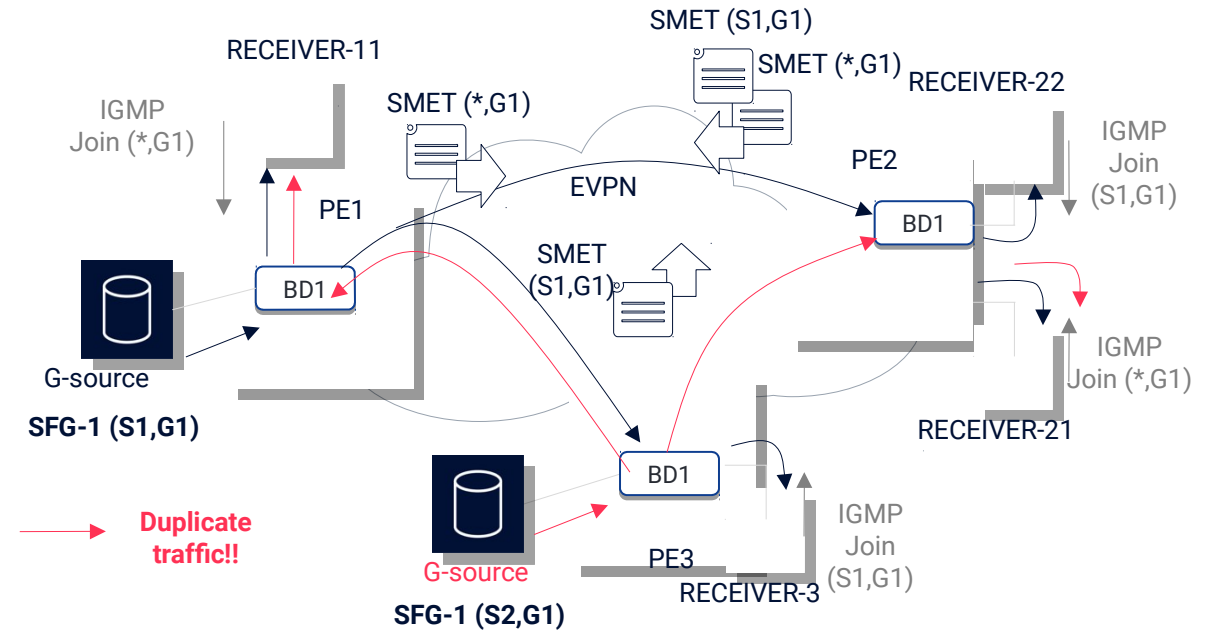 SMET (S1,G1)
RECEIVER-11
SMET (*,G1)
RECEIVER-22
SMET (*,G1)
IGMP
Join (*,G1)
IGMP
Join
(S1,G1)
PE2
EVPN
PE1
BD1
SMET
(S1,G1)
BD1
G-source
SFG-1 (S1,G1)
IGMP
Join (*,G1)
RECEIVER-21
BD1
Duplicate
traffic!!
IGMP
Join
(S1,G1)
PE3
G-source
RECEIVER-3
SFG-1 (S2,G1)